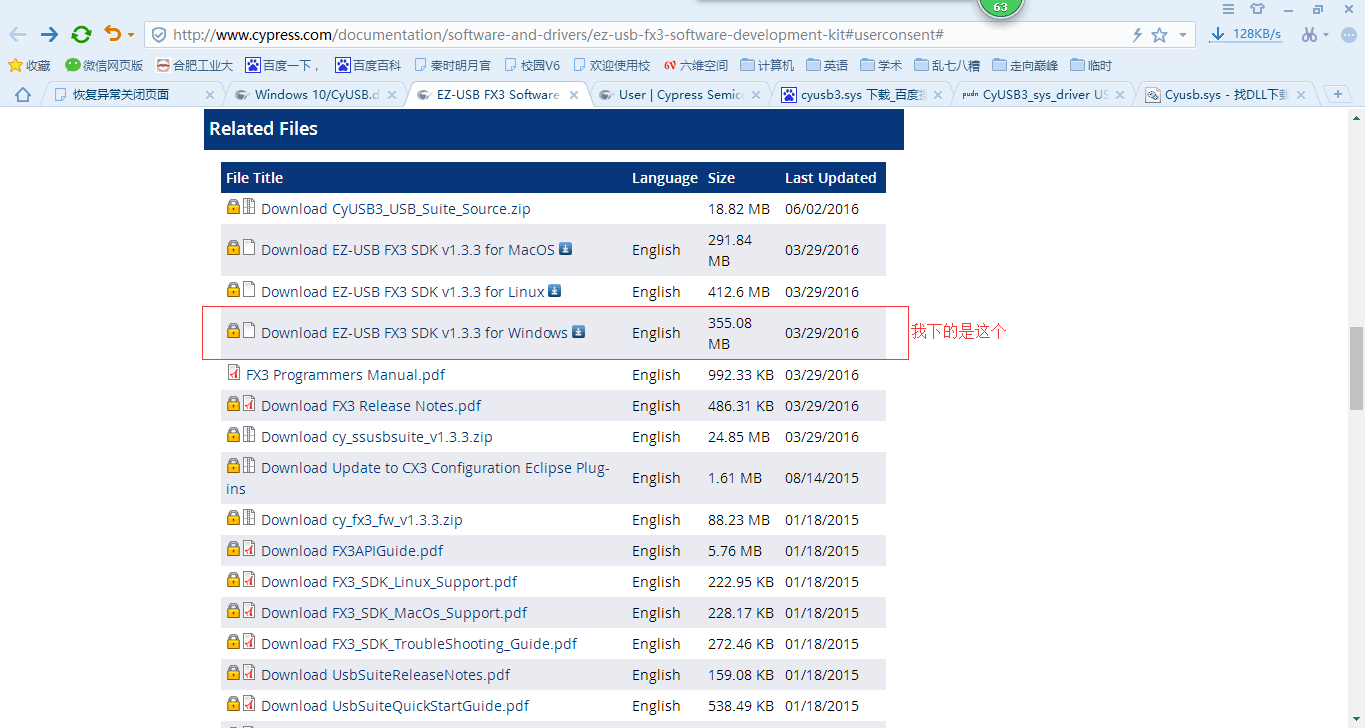 63
http://www.cypress.com/documentation/software-and-drivers/ez-usb-fx3-software-development-kit#userconsent#
128KB/s
收藏 微信网页版 合肥工业大 百度一下， 百度百科 秦时明月官 校园V6 欢迎使用校 6V 六维空间 计算机 英语 学术 乱七八糟 走向巅峰 临时
恢复异常关闭页面 Windows 10/CyUSB.d EZ-USB FX3 Software User | Cypress Semic cyusb3.sys 下载_百度搜 pudn CyUSB3_sys_driver US Cyusb.sys - 找DLL下载
Related Files
File Title Language Size Last Updated
Download CyUSB3_USB_Suite_Source.zip 18.82 MB 06/02/2016
Download EZ-USB FX3 SDK v1.3.3 for MacOS English 291.84 MB 03/29/2016
Download EZ-USB FX3 SDK v1.3.3 for Linux English 412.6 MB 03/29/2016
Download EZ-USB FX3 SDK v1.3.3 for Windows English 355.08 MB 03/29/2016 我下的是这个
FX3 Programmers Manual.pdf English 992.33 KB 03/29/2016
Download FX3 Release Notes.pdf English 486.31 KB 03/29/2016
Download cy_ssusbsuite_v1.3.3.zip English 24.85 MB 03/29/2016
Download Update to CX3 Configuration Eclipse Plug-
ins English 1.61 MB 08/14/2015
Download cy_fx3_fw_v1.3.3.zip English 88.23 MB 01/18/2015
Download FX3APIGuide.pdf English 5.76 MB 01/18/2015
Download FX3_SDK_Linux_Support.pdf English 222.95 KB 01/18/2015
Download FX3_SDK_MacOs_Support.pdf English 228.17 KB 01/18/2015
Download FX3_SDK_TroubleShooting_Guide.pdf English 272.46 KB 01/18/2015
Download UsbSuiteReleaseNotes.pdf English 159.08 KB 01/18/2015
Download UsbSuiteQuickStartGuide.pdf English 538.49 KB 01/18/2015